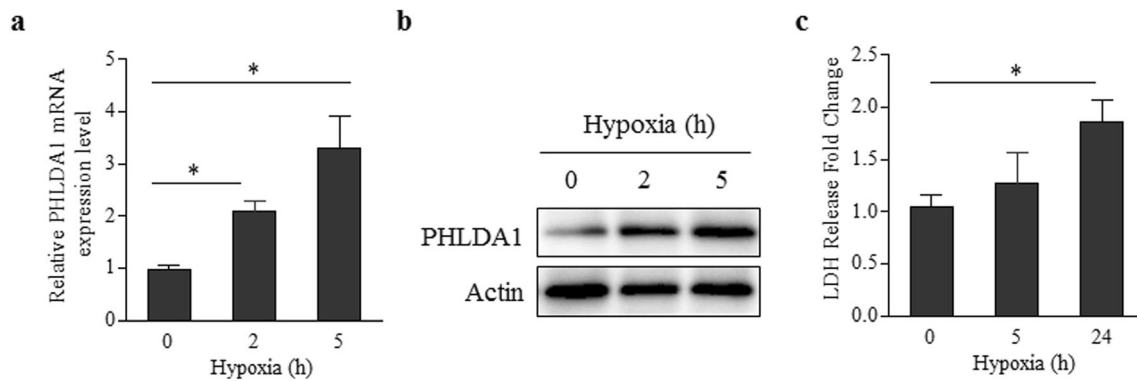 a
Relative PHLDA1 mRNA
expression level
5
4
3
2
1
0
*
*
0 2 5
Hypoxia (h)
b
Hypoxia (h)
0 2 5
PHLDA1
Actin
c
LDH Release Fold Change
2.5
2.0
1.5
1.0
0.5
0.0
*
0 5 24
Hypoxia (h)